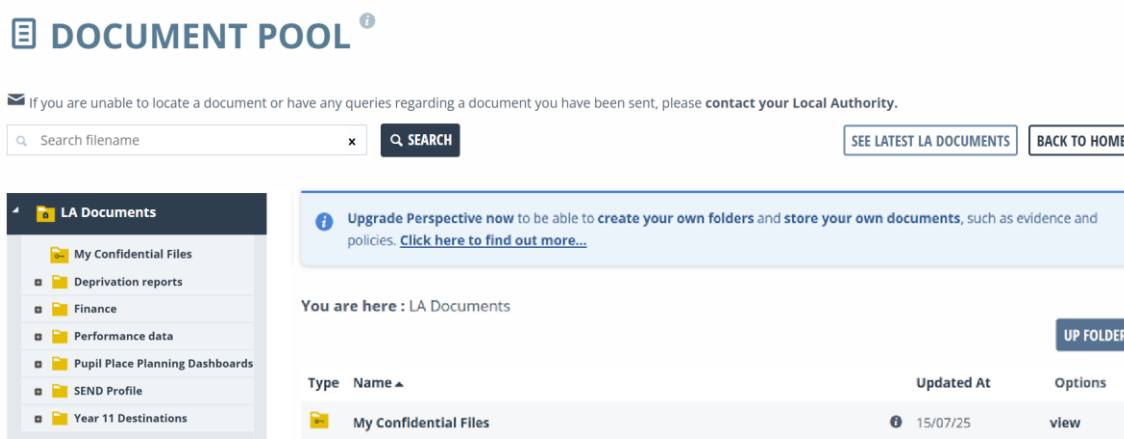 DOCUMENT POOL
If you are unable to locate a document or have any queries regarding a document you have been sent, please contact your Local Authority.
Search filename x SEARCH SEE LATEST LA DOCUMENTS BACK TO HOME
LA Documents
My Confidential Files
Deprivation reports
Finance
Performance data
Pupil Place Planning Dashboards
SEND Profile
Year 11 Destinations
Upgrade Perspective now to be able to create your own folders and store your own documents, such as evidence and
policies. Click here to find out more...
You are here : LA Documents
UP FOLDER
Type Name Updated At Options
My Confidential Files 15/07/25 view